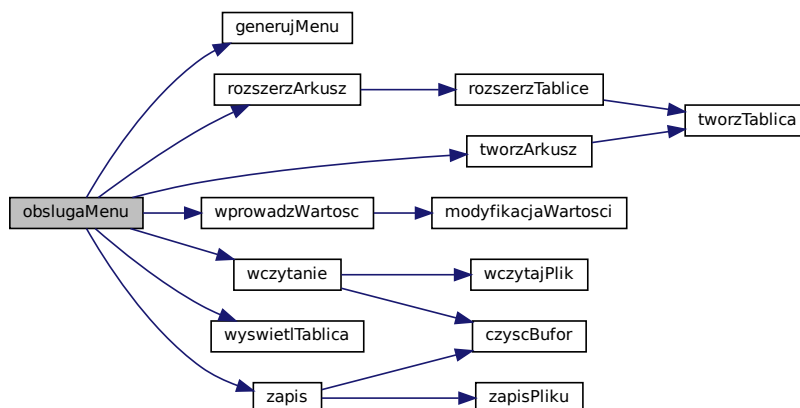 generujMenu
rozszerzArkusz
rozszerzTablice
tworzTablica
tworzArkusz
obslugaMenu
wprowadzWartosc
modyfikacjaWartosci
wczytanie
wczytajPlik
wyswietlTablica
czyscBufor
zapis
zapisPliku